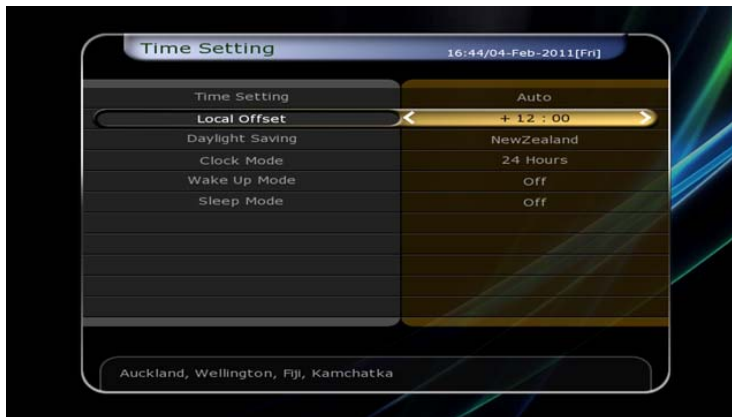 Time Setting 16:44/04-Feb-2011[Fri]
Time Setting Auto
Local Offset + 12 : 00
Daylight Saving NewZealand
Clock Mode 24 Hours
Wake Up Mode Off
Sleep Mode Off
Auckland, Wellington, Fiji, Kamchatka